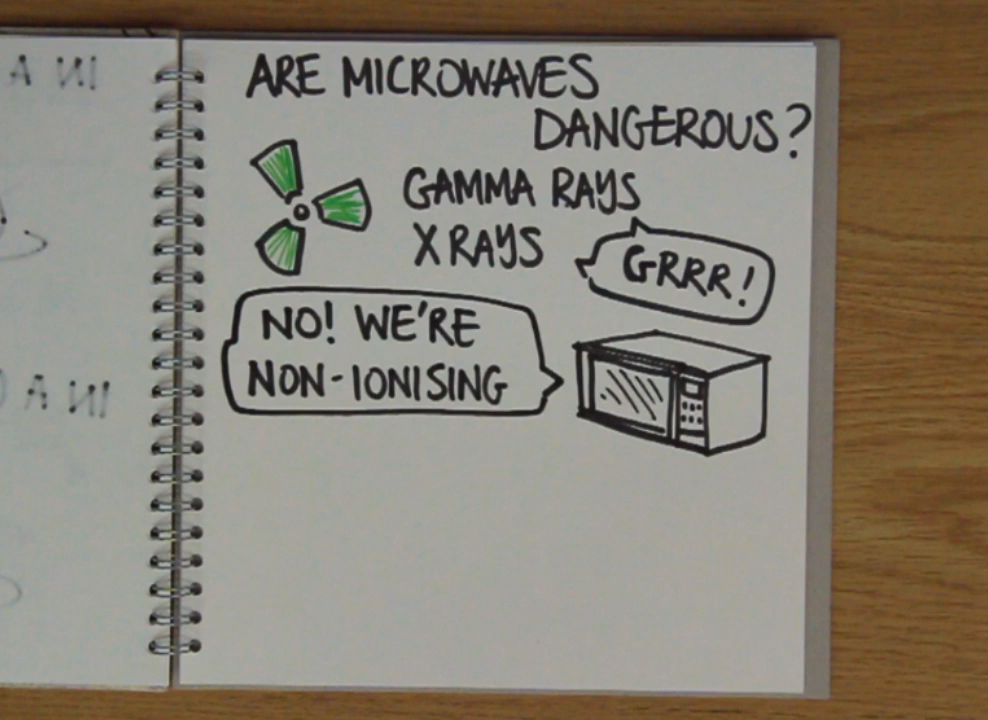 ARE MICROWAVES
DANGEROUS?
GAMMA RAYS
X RAYS
GRRR!
NO! WE'RE
NON-IONISING